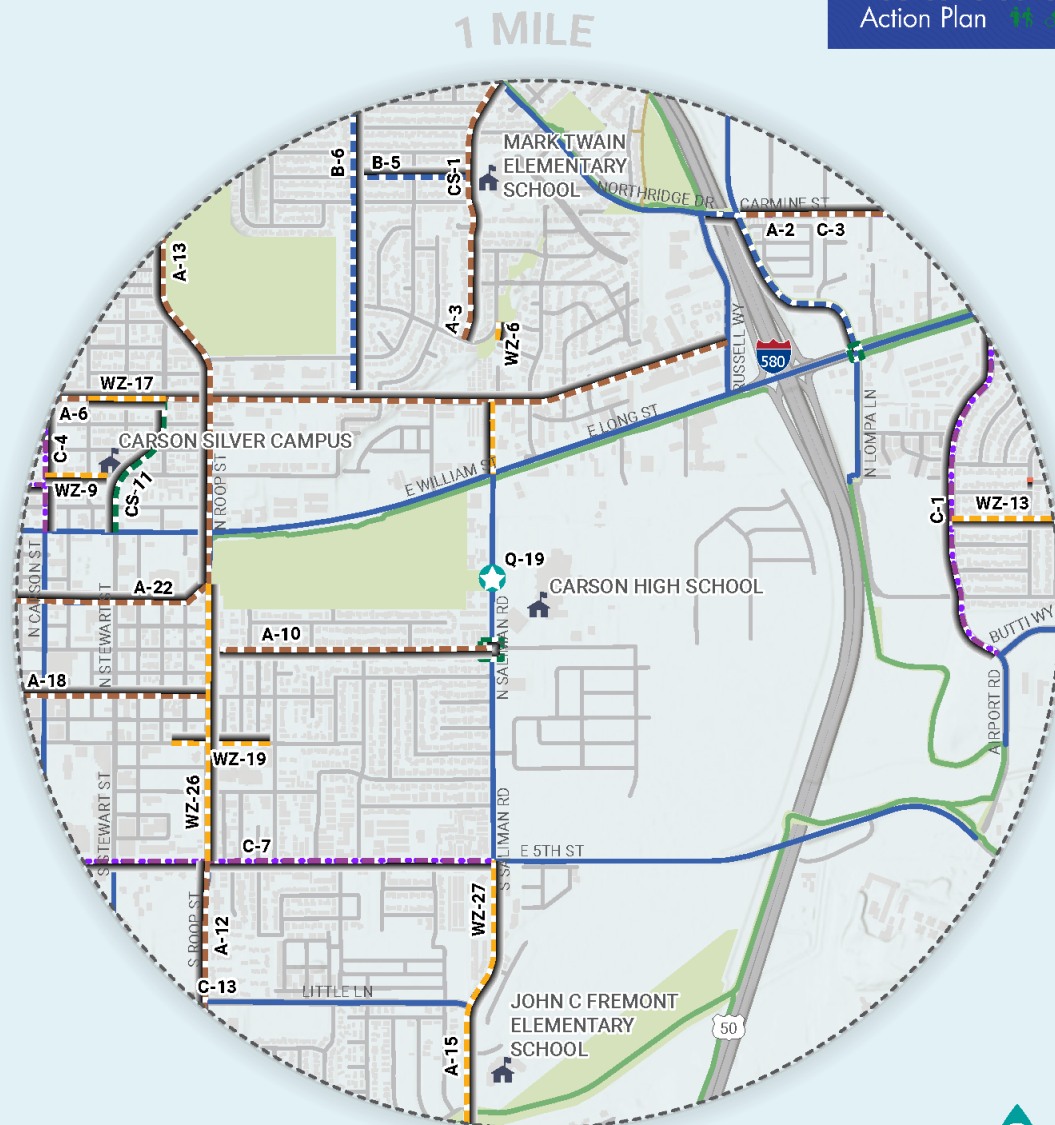 Action Plan
1 MILE
MARK TWAIN
ELEMENTARY
SCHOOL
B-6
B-5
CS-1
NORTHRIDGE DR
CARMINE ST
A-2
C-3
A-13
A-3
WZ-6
RUSSELL WY
580
WZ-17
A-6
C-4
CARSON SILVER CAMPUS
E LONG ST
N LOMPA LN
WZ-9
CS-11
N ROOP ST
E WILLIAM ST
C-1
WZ-13
N CARSON ST
N STEWART ST
A-22
Q-19
CARSON HIGH SCHOOL
A-10
N SALIMAN RD
BUTTI WY
A-18
AIRPORT RD
WZ-19
S STEWART ST
WZ-26
S SALIMAN RD
C-7
E 5TH ST
S ROOP ST
A-12
WZ-27
C-13
LITTLE LN
JOHN C FREMONT
ELEMENTARY
SCHOOL
50
A-15